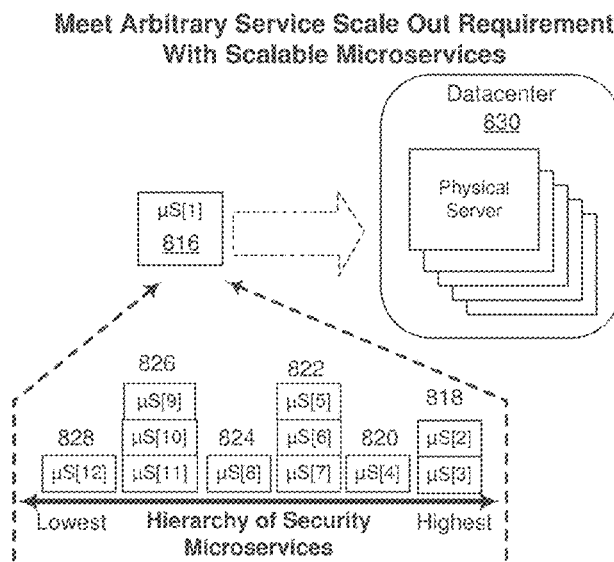 Meet Arbitrary Service Scale Out Requirement
With Scalable Microservices
Datacenter
830
Physical
Server
µS[1]
816
826
822
818
828
µS[9]
µS[10]
µS[11]
824
µS[5]
µS[6]
µS[7]
820
µS[2]
µS[3]
µS[12]
µS[8]
µS[4]
Lowest
Hierarchy of Security
Microservices
Highest